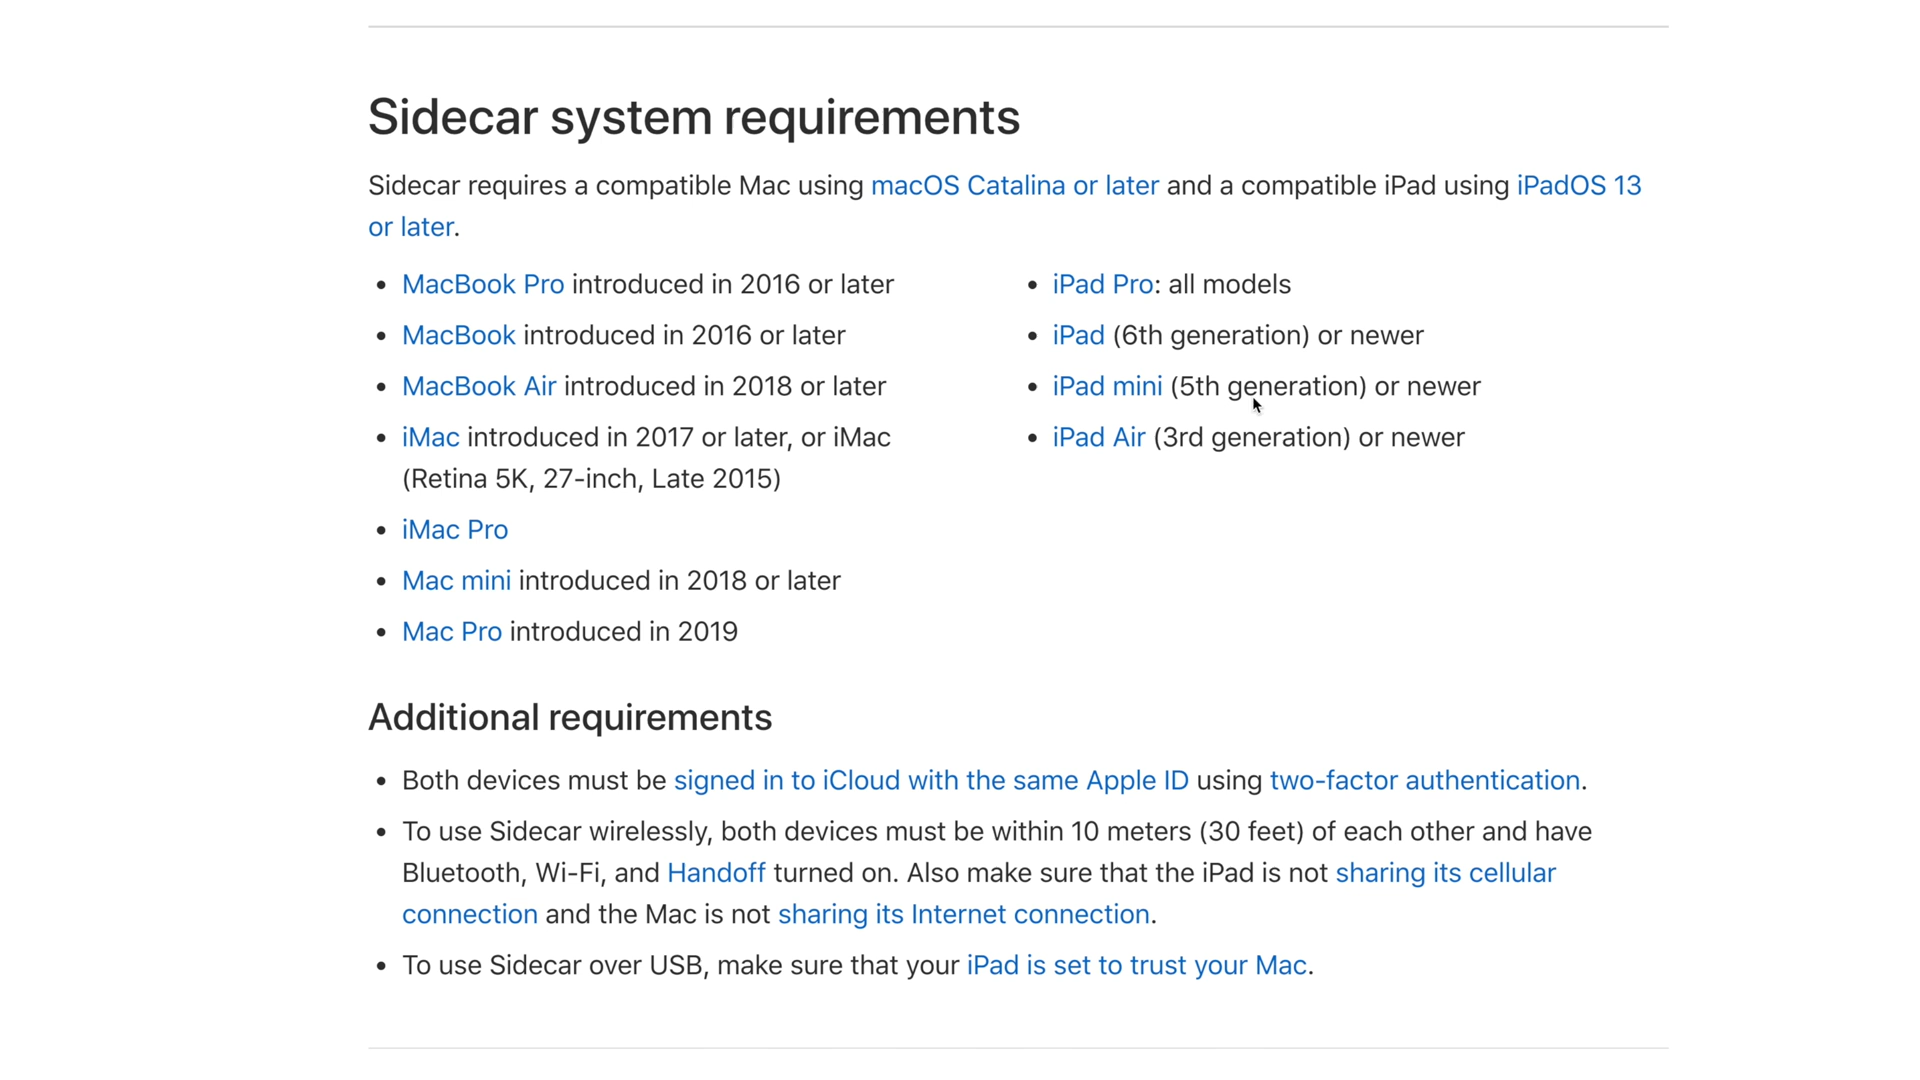 Sidecar system requirements
Sidecar requires a compatible Mac using macOS Catalina or later and a compatible iPad using iPadOS 13
or later.
• MacBook Pro introduced in 2016 or later
• MacBook introduced in 2016 or later
• MacBook Air introduced in 2018 or later
• iMac introduced in 2017 or later, or iMac
(Retina 5K, 27-inch, Late 2015)
• iMac Pro
• Mac mini introduced in 2018 or later
• Mac Pro introduced in 2019
• iPad Pro: all models
• iPad (6th generation) or newer
• iPad mini (5th generation) or newer
• iPad Air (3rd generation) or newer
Additional requirements
• Both devices must be signed in to iCloud with the same Apple ID using two-factor authentication.
• To use Sidecar wirelessly, both devices must be within 10 meters (30 feet) of each other and have
Bluetooth, Wi-Fi, and Handoff turned on. Also make sure that the iPad is not sharing its cellular
connection and the Mac is not sharing its Internet connection.
• To use Sidecar over USB, make sure that your iPad is set to trust your Mac.